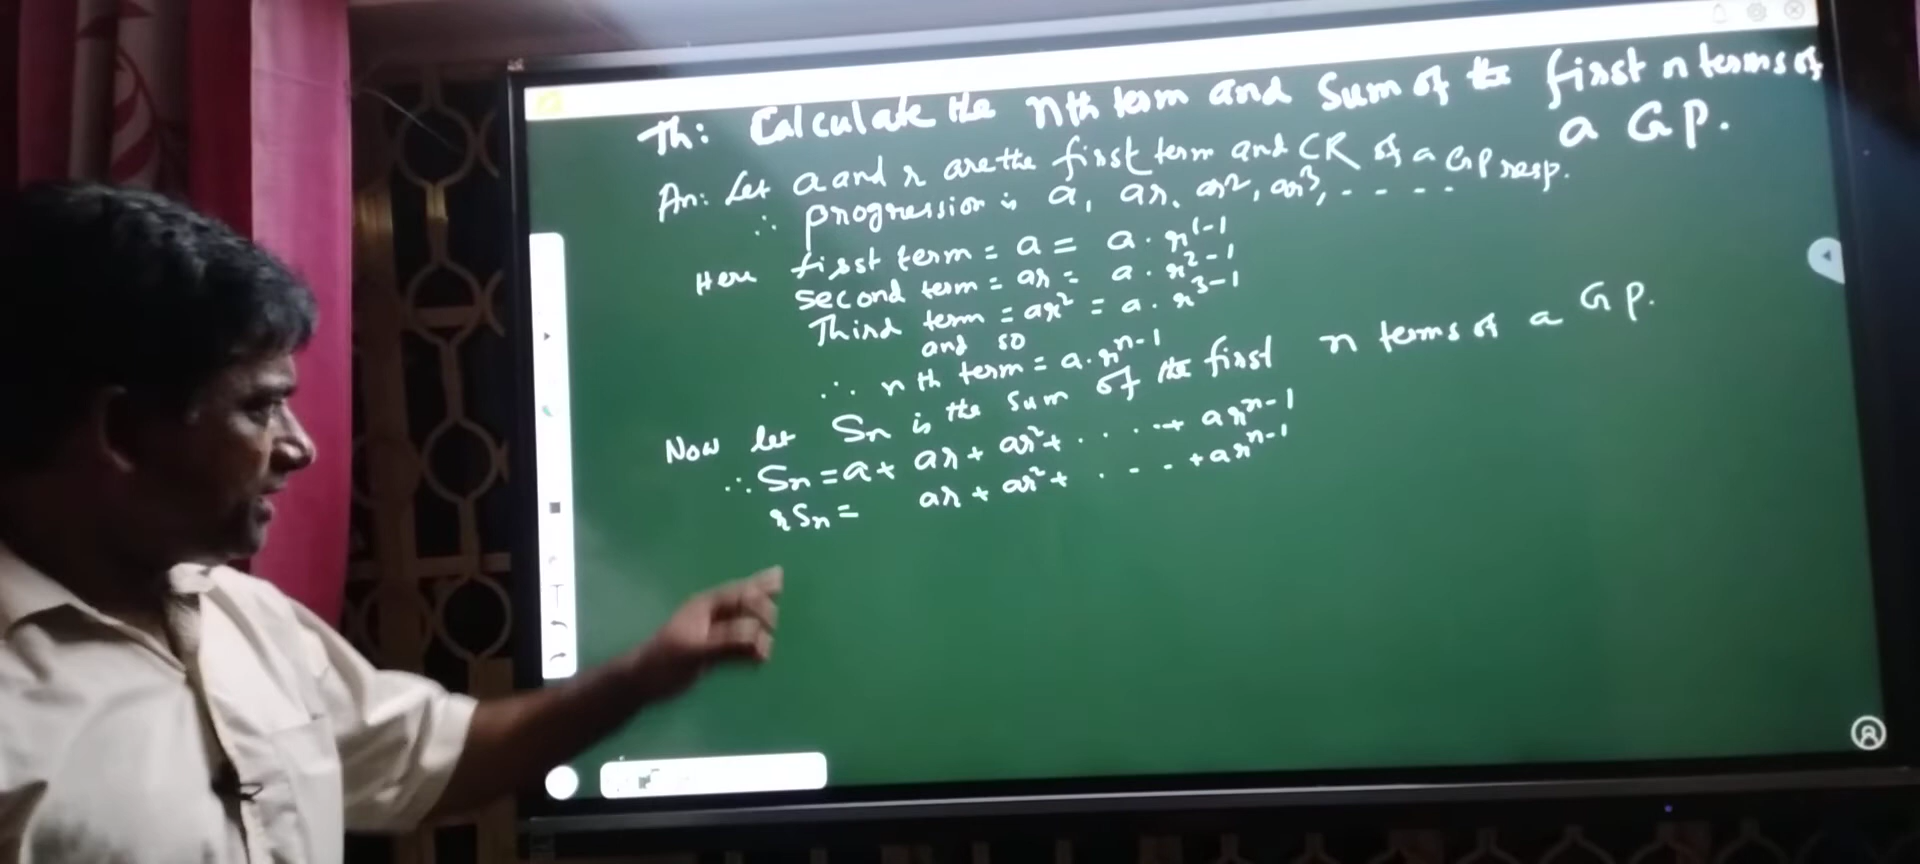 Th: Calculate the nth term and sum of the first n terms of
a G P.
An: Let a and r are the first term and CR of a GP resp.
∴ progression is a, ar, ar², ar³, - - - -
Here first term = a = a · r¹⁻¹
second term = ar = a · r²⁻¹
Third term = ar² = a · r³⁻¹
and so
∴ n th term = a · rⁿ⁻¹
Now let Sn is the sum of the first n terms of a G P.
∴ Sn = a + ar + ar² + · · · · + arⁿ⁻¹
rSn = ar + ar² + · - - - + arⁿ⁻¹